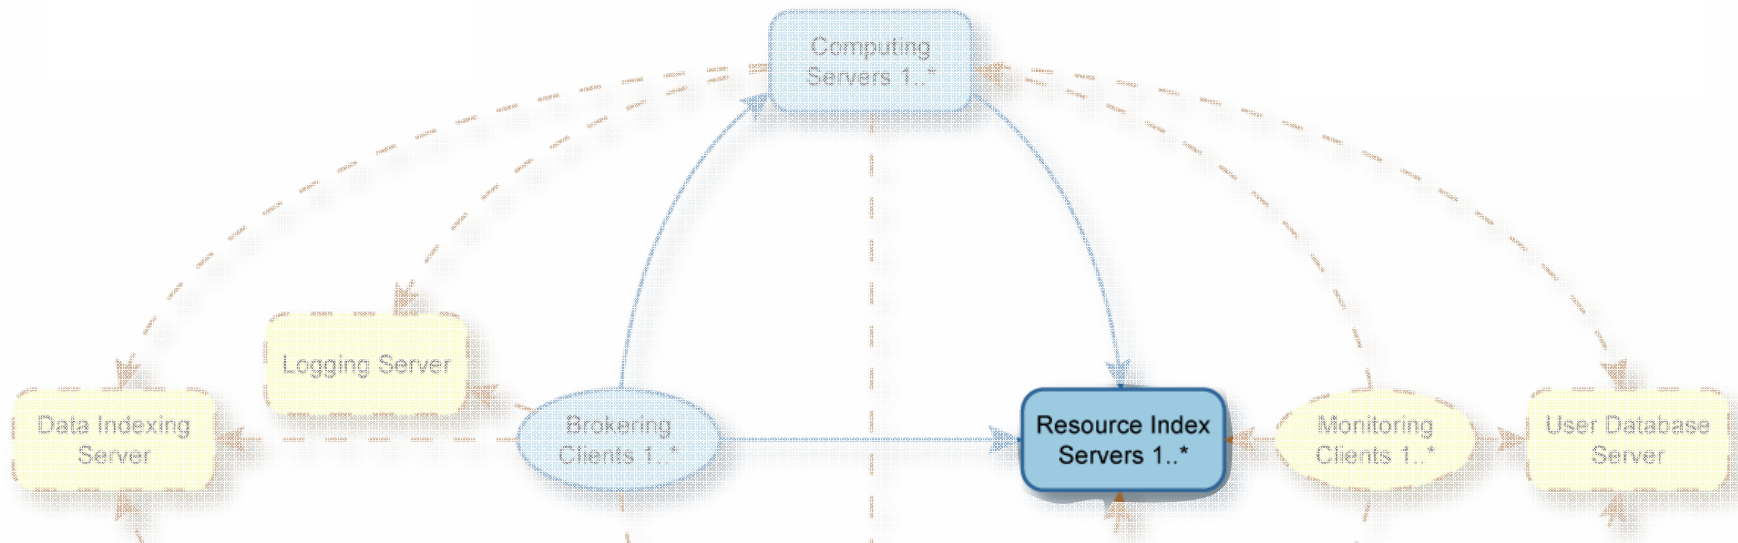 Computing
Servers 1..*
Logging Server
Data Indexing
Server
Brokering
Clients 1..*
Resource Index
Servers 1..*
Monitoring
Clients 1..*
User Database
Server